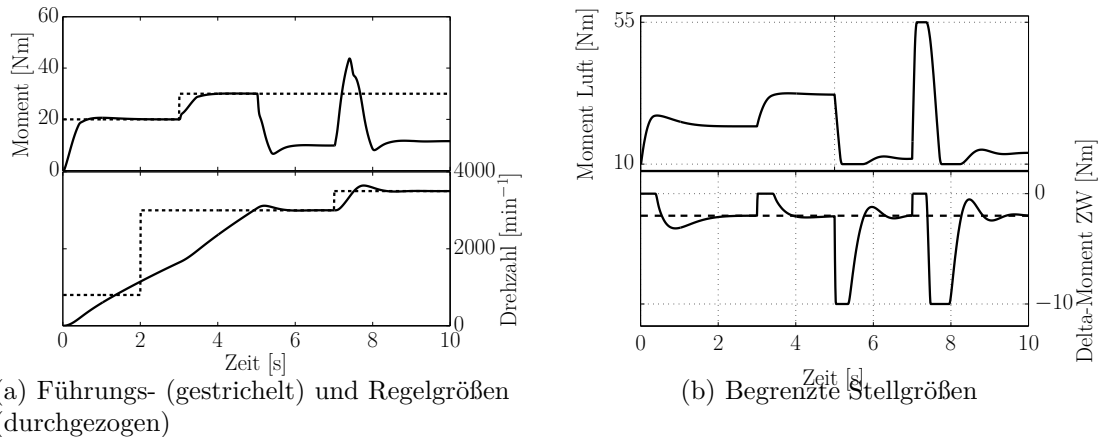 60
40
20
0
Moment [Nm]
4000
2000
0
Drehzahl [min⁻¹]
0 2 4 6 8 10
Zeit [s]
(a) Führungs- (gestrichelt) und Regelgrößen
(durchgezogen)
55
10
Moment Luft [Nm]
0
−10
Delta-Moment ZW [Nm]
0 2 4 6 8 10
Zeit [s]
(b) Begrenzte Stellgrößen